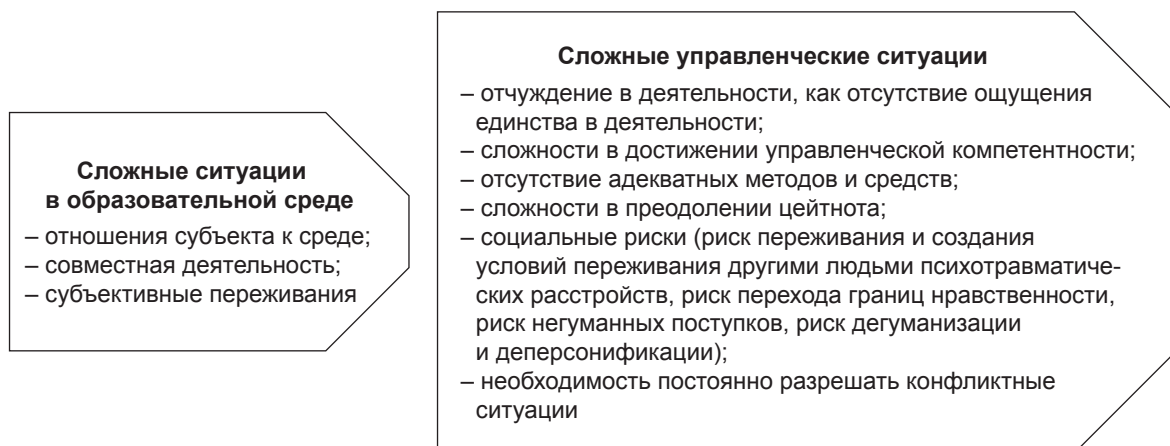 Сложные ситуации
в образовательной среде
– отношения субъекта к среде;
– совместная деятельность;
– субъективные переживания
Сложные управленческие ситуации
– отчуждение в деятельности, как отсутствие ощущения
единства в деятельности;
– сложности в достижении управленческой компетентности;
– отсутствие адекватных методов и средств;
– сложности в преодолении цейтнота;
– социальные риски (риск переживания и создания
условий переживания другими людьми психотравматиче-
ских расстройств, риск перехода границ нравственности,
риск негуманных поступков, риск дегуманизации
и деперсонификации);
– необходимость постоянно разрешать конфликтные
ситуации